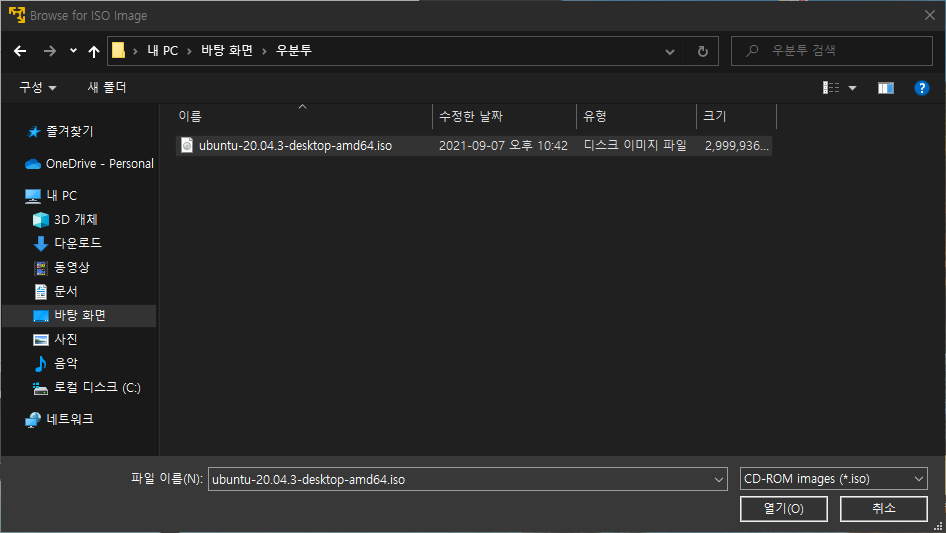 Browse for ISO Image
내 PC 바탕 화면 우분투
우분투 검색
구성 새 폴더
이름 수정한 날짜 유형 크기
ubuntu-20.04.3-desktop-amd64.iso 2021-09-07 오후 10:42 디스크 이미지 파일 2,999,936...
즐겨찾기
OneDrive - Personal
내 PC
3D 개체
다운로드
동영상
문서
바탕 화면
사진
음악
로컬 디스크 (C:)
네트워크
파일 이름(N): ubuntu-20.04.3-desktop-amd64.iso CD-ROM images (*.iso)
열기(O) 취소